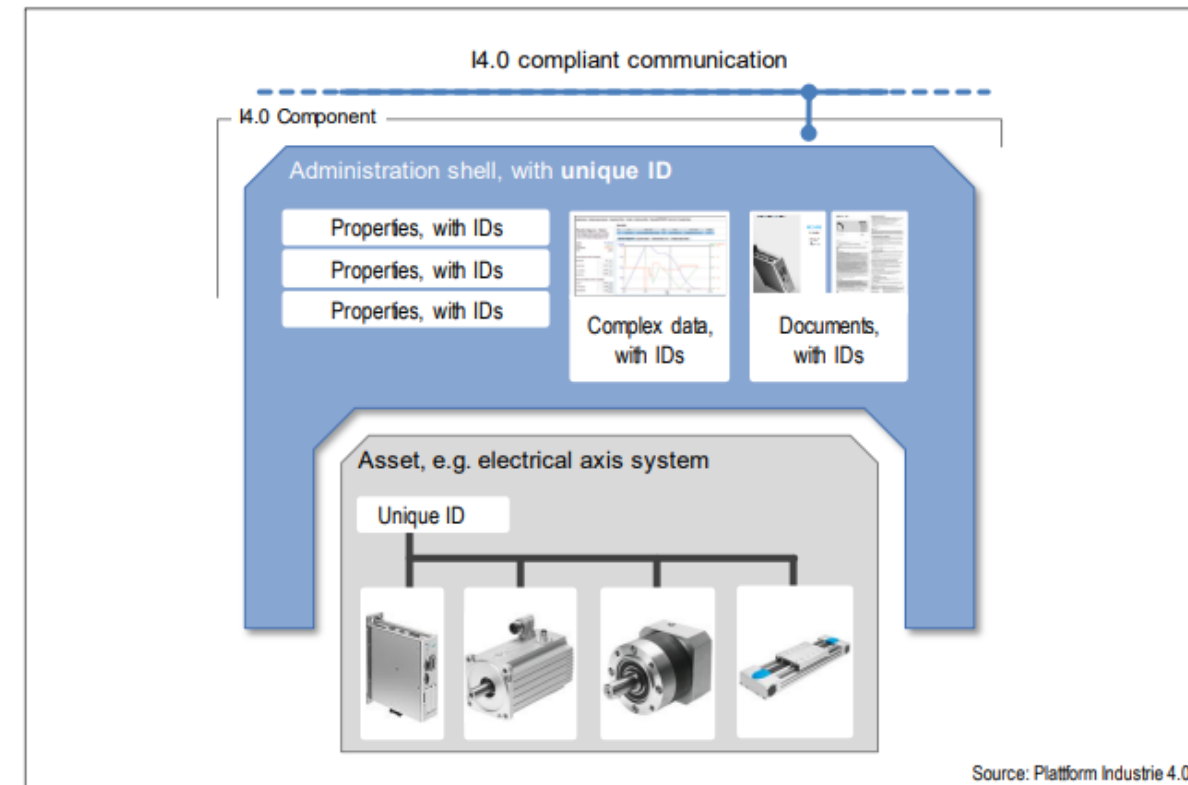 I4.0 compliant communication
I4.0 Component
Administration shell, with unique ID
Properties, with IDs
Properties, with IDs
Properties, with IDs
Complex data,
with IDs
Documents,
with IDs
Asset, e.g. electrical axis system
Unique ID
Source: Plattform Industrie 4.0